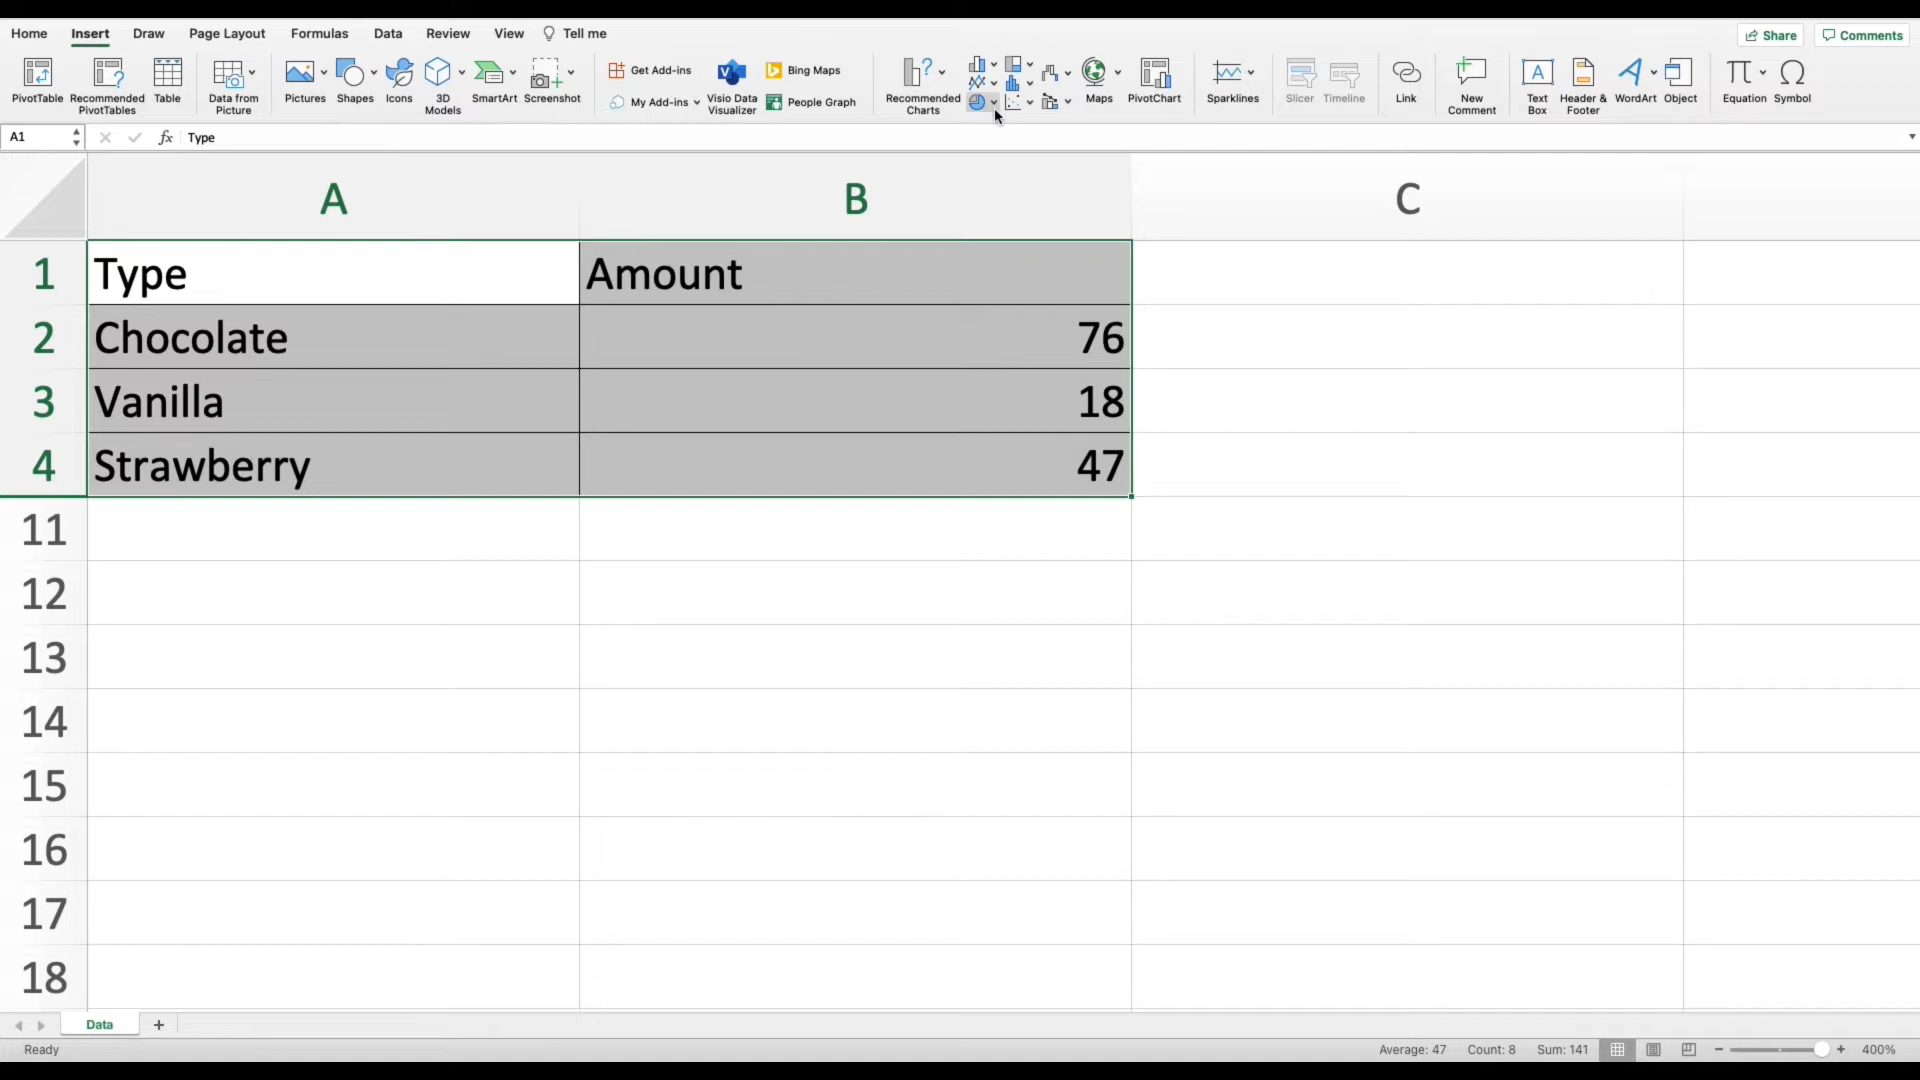 Home Insert Draw Page Layout Formulas Data Review View Tell me Share Comments
PivotTable Recommended PivotTables Table Data from Picture Pictures Shapes Icons 3D Models SmartArt Screenshot Get Add-ins My Add-ins Visio Data Visualizer Bing Maps People Graph Recommended Charts Maps PivotChart Sparklines Slicer Timeline Link New Comment Text Box Header & Footer WordArt Object Equation Symbol
A1 fx Type
A B C
1 Type Amount
2 Chocolate 76
3 Vanilla 18
4 Strawberry 47
11
12
13
14
15
16
17
18
Data +
Ready Average: 47 Count: 8 Sum: 141 − + 400%